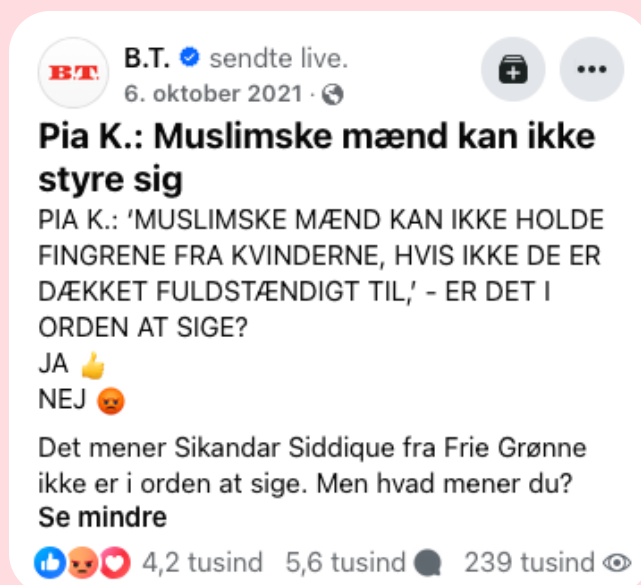 B.T.
B.T. sendte live.
6. oktober 2021 ·
Pia K.: Muslimske mænd kan ikke
styre sig
PIA K.: ‘MUSLIMSKE MÆND KAN IKKE HOLDE
FINGRENE FRA KVINDERNE, HVIS IKKE DE ER
DÆKKET FULDSTÆNDIGT TIL,’ - ER DET I
ORDEN AT SIGE?
JA 👍
NEJ 😡
Det mener Sikandar Siddique fra Frie Grønne
ikke er i orden at sige. Men hvad mener du?
Se mindre
4,2 tusind 5,6 tusind 239 tusind